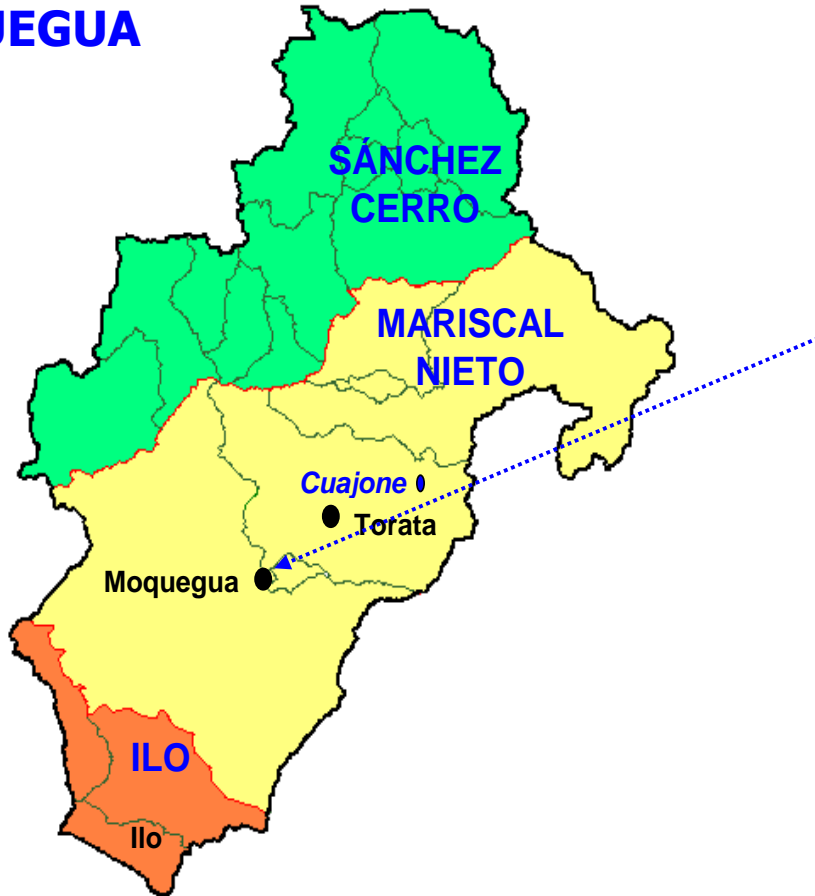 UEGUA
SÁNCHEZ
CERRO
MARISCAL
NIETO
Cuajone
Torata
Moquegua
ILO
Ilo